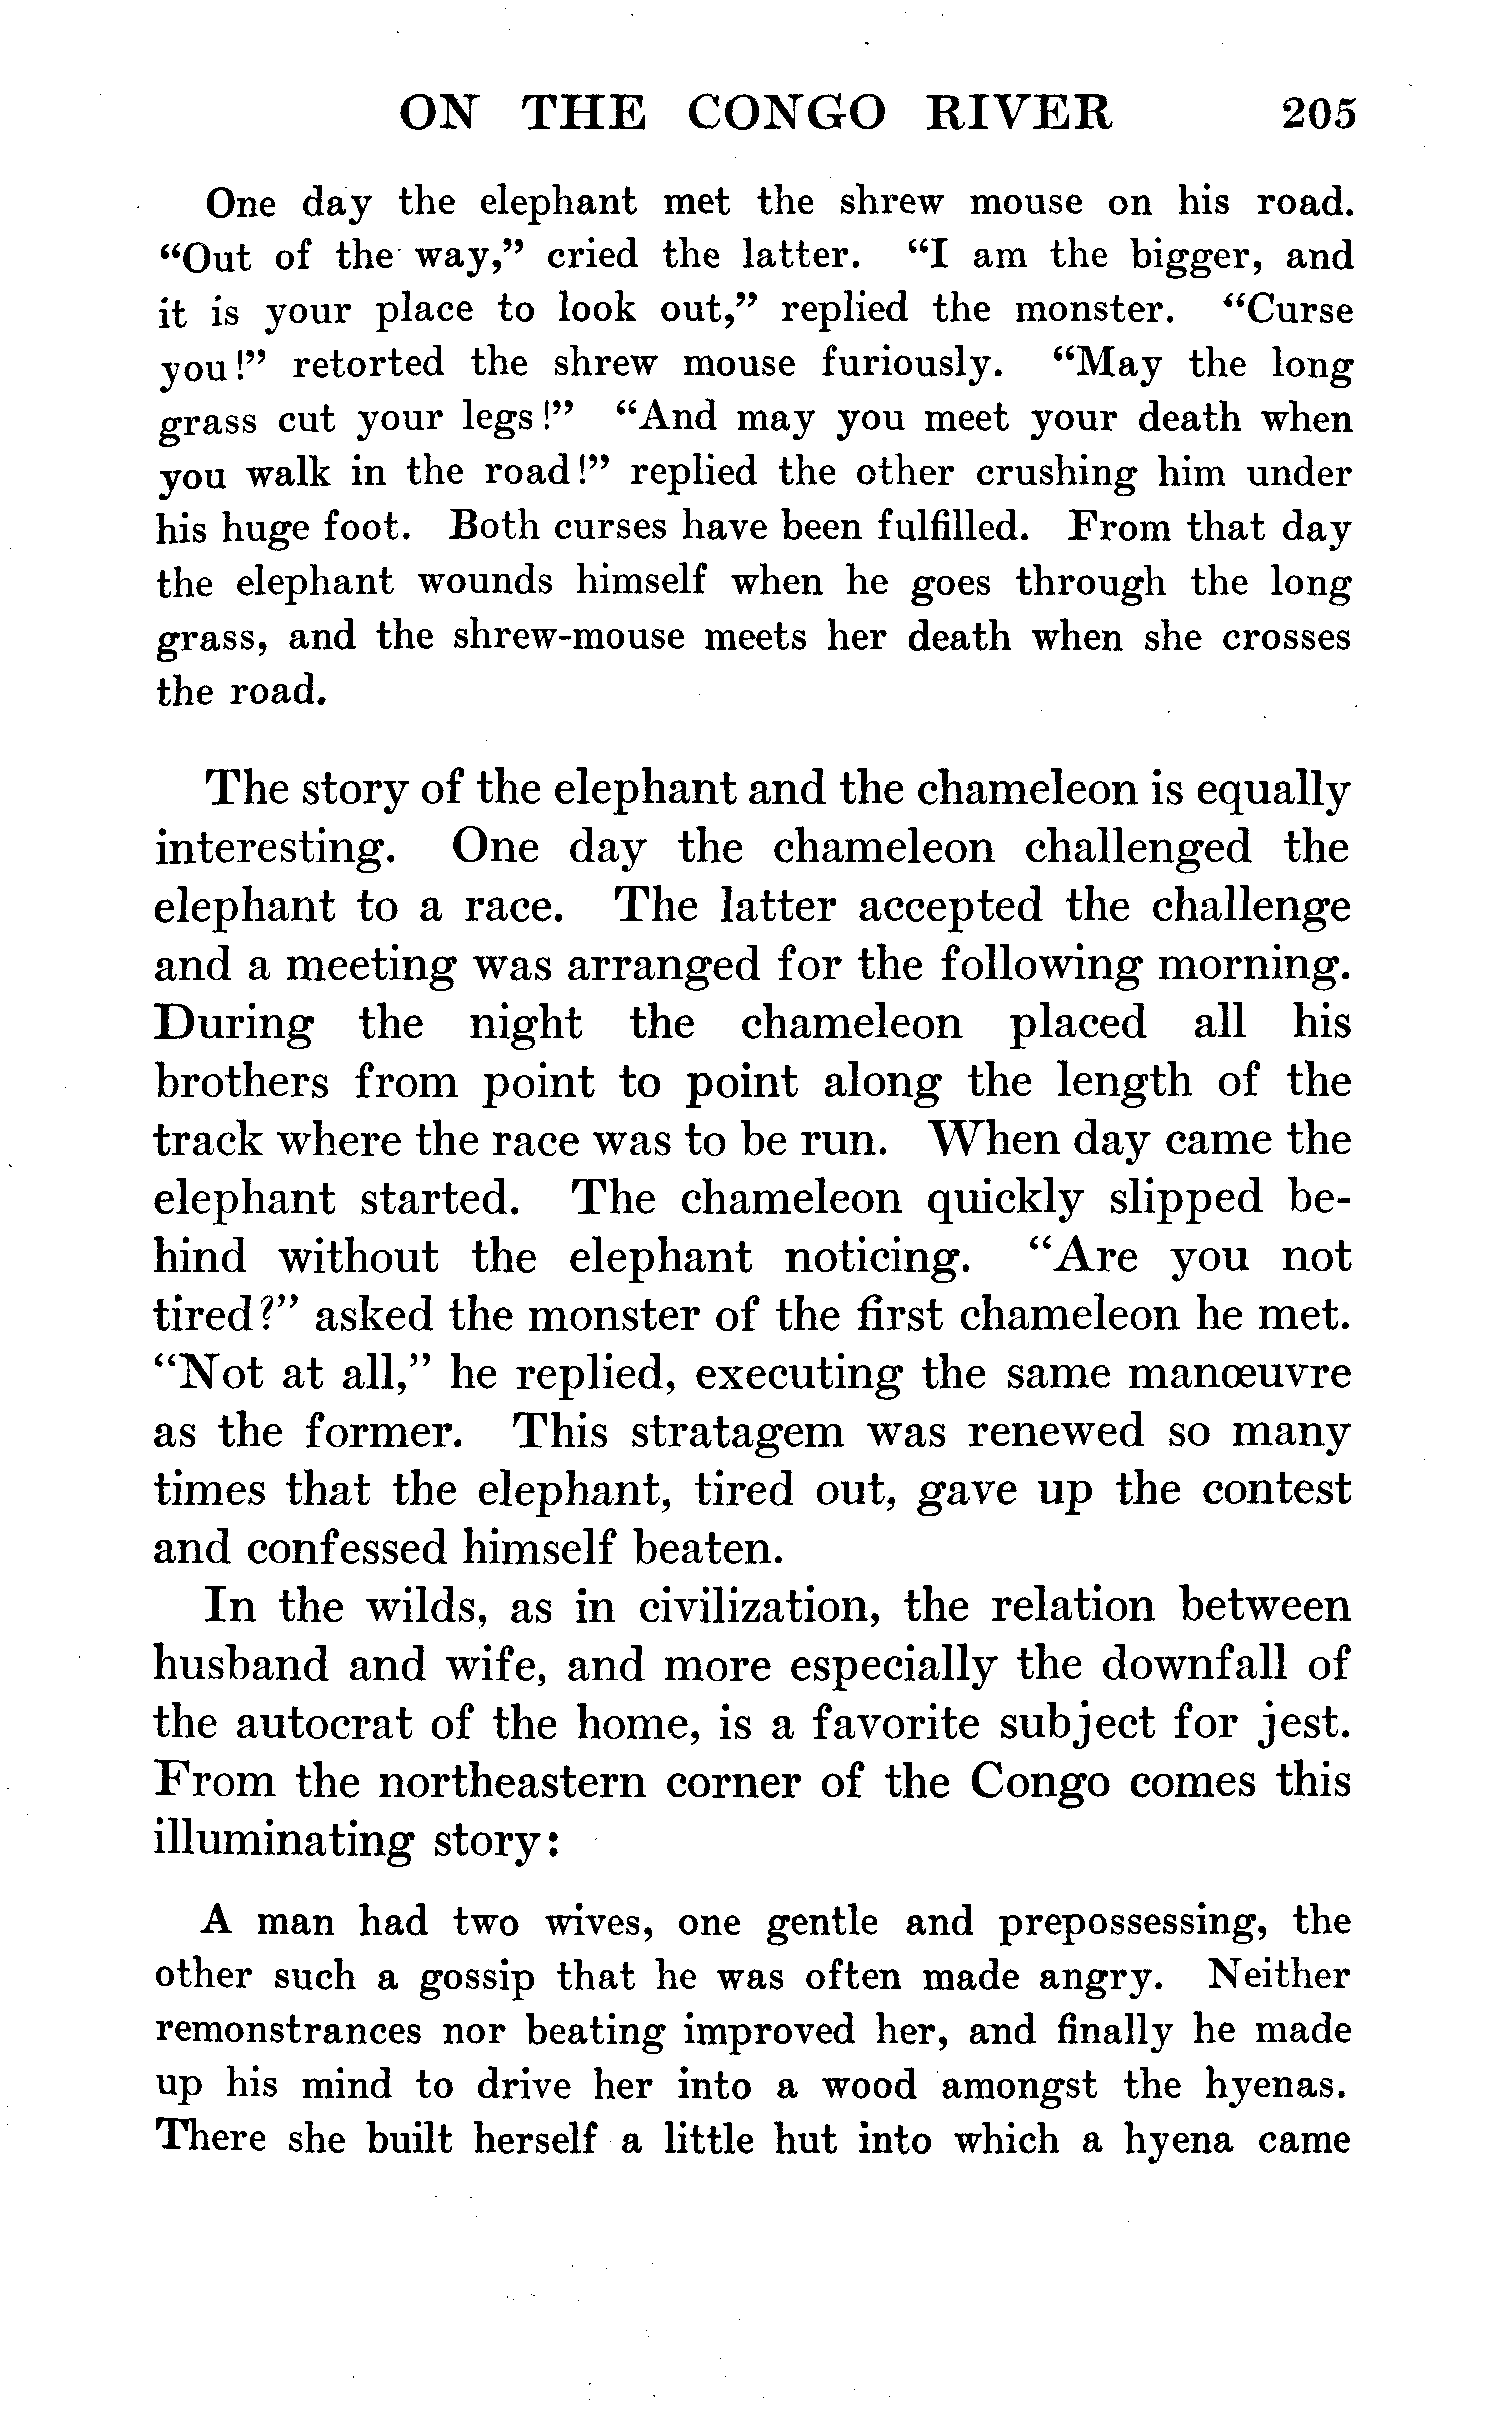 ON THE CONGO RIVER 205
One day the elephant met the shrew mouse on his road.
“Out of the way,” cried the latter. “I am the bigger, and
it is your place to look out,” replied the monster. “Curse
you!” retorted the shrew mouse furiously. “May the long
grass cut your legs!” “And may you meet your death when
you walk in the road!” replied the other crushing him under
his huge foot. Both curses have been fulfilled. From that day
the elephant wounds himself when he goes through the long
grass, and the shrew-mouse meets her death when she crosses
the road.
The story of the elephant and the chameleon is equally
interesting. One day the chameleon challenged the
elephant to a race. The latter accepted the challenge
and a meeting was arranged for the following morning.
During the night the chameleon placed all his
brothers from point to point along the length of the
track where the race was to be run. When day came the
elephant started. The chameleon quickly slipped be-
hind without the elephant noticing. “Are you not
tired?” asked the monster of the first chameleon he met.
“Not at all,” he replied, executing the same manœuvre
as the former. This stratagem was renewed so many
times that the elephant, tired out, gave up the contest
and confessed himself beaten.
In the wilds, as in civilization, the relation between
husband and wife, and more especially the downfall of
the autocrat of the home, is a favorite subject for jest.
From the northeastern corner of the Congo comes this
illuminating story:
A man had two wives, one gentle and prepossessing, the
other such a gossip that he was often made angry. Neither
remonstrances nor beating improved her, and finally he made
up his mind to drive her into a wood amongst the hyenas.
There she built herself a little hut into which a hyena came